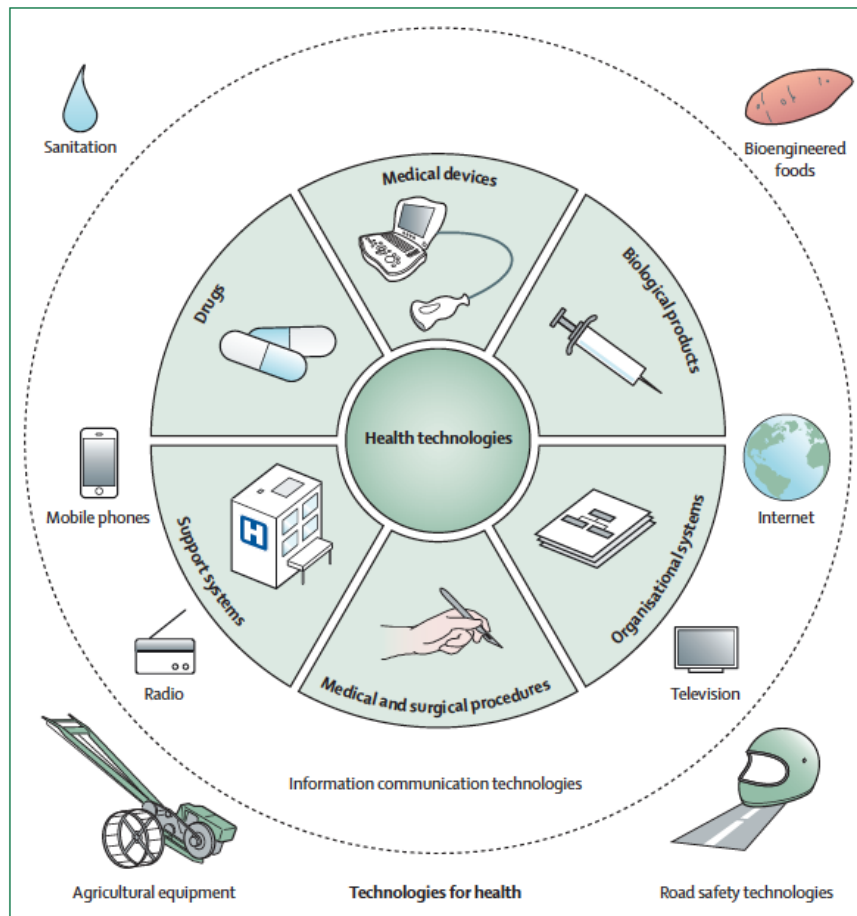 Sanitation
Bioengineered
foods
Medical devices
Drugs
Biological
products
Health technologies
Mobile phones
Internet
Support systems
H
Organisational systems
Medical and surgical procedures
Radio
Television
Information communication technologies
Agricultural equipment
Technologies for health
Road safety technologies